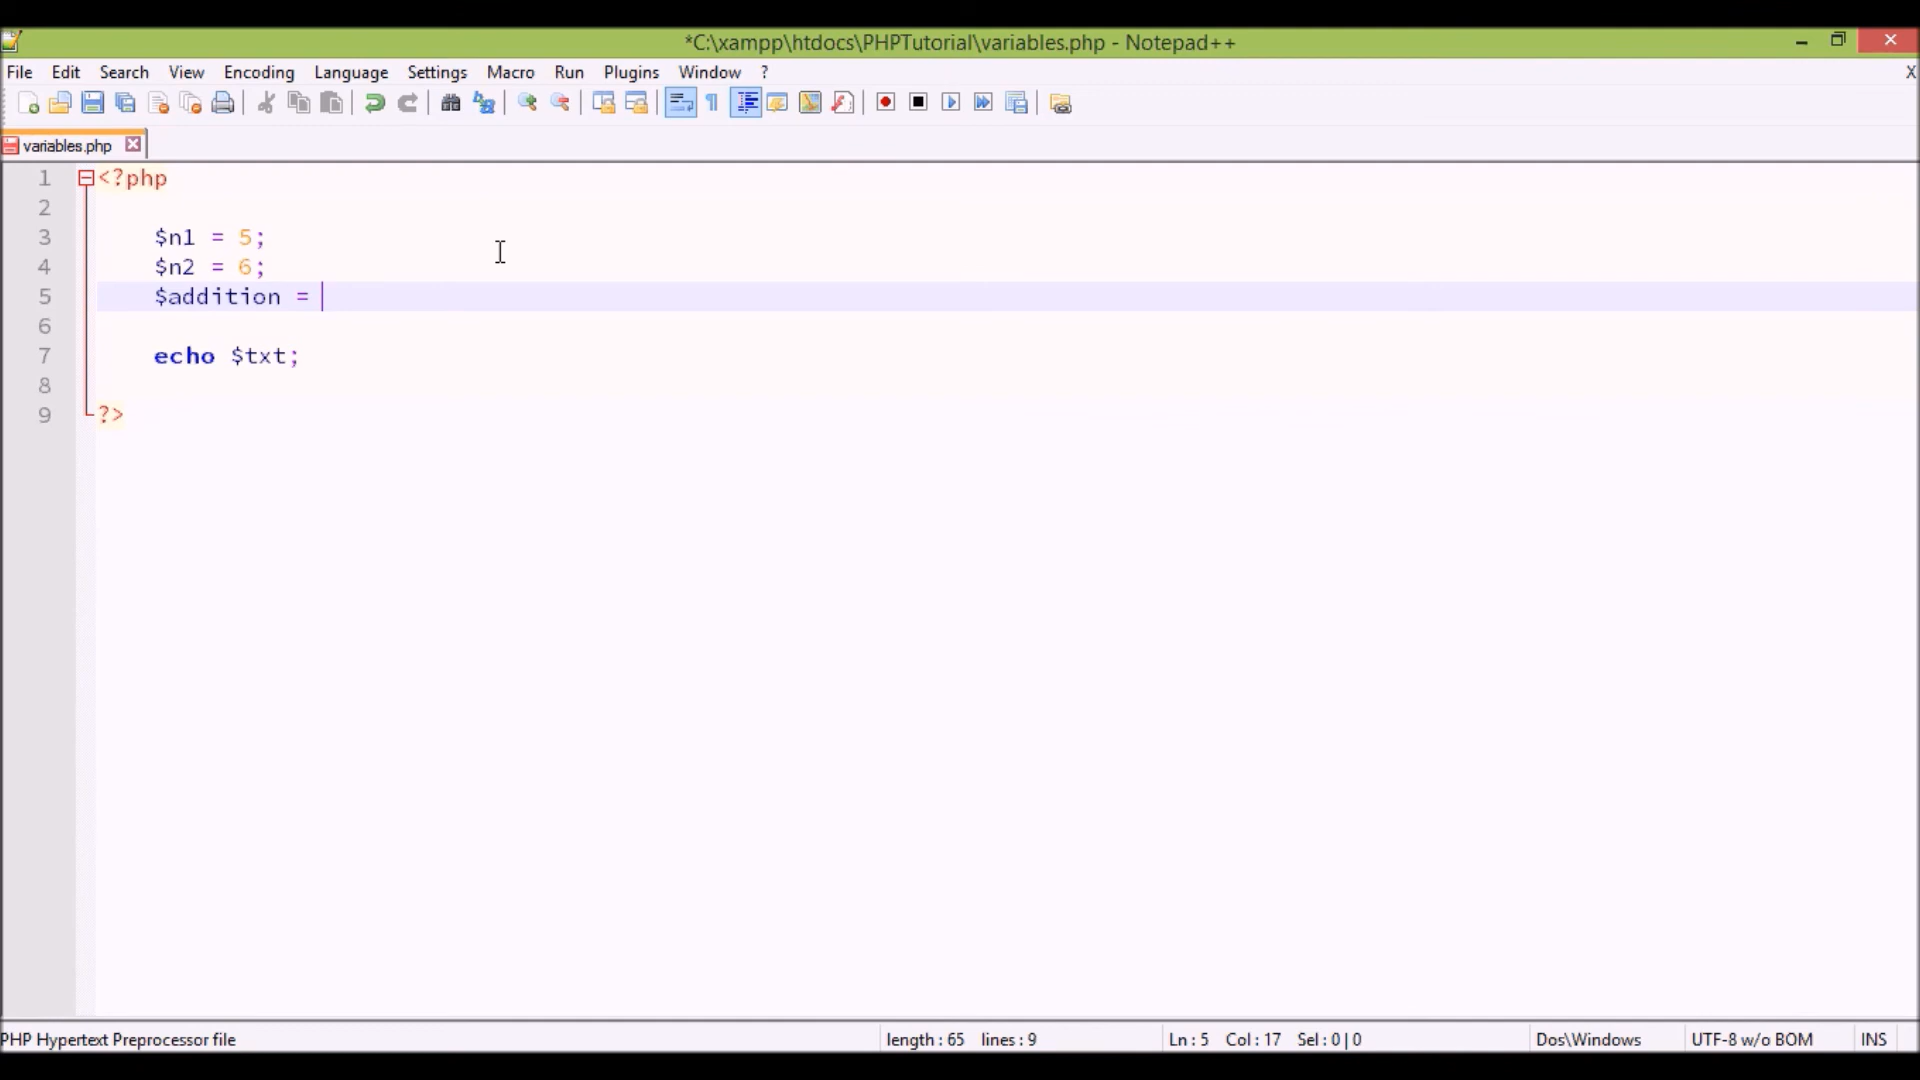 *C:\xampp\htdocs\PHPTutorial\variables.php - Notepad++
File Edit Search View Encoding Language Settings Macro Run Plugins Window ? X
variables.php
1 <?php
2
3 $n1 = 5;
4 $n2 = 6;
5 $addition =
6
7 echo $txt;
8
9 ?>
PHP Hypertext Preprocessor file length : 65 lines : 9 Ln : 5 Col : 17 Sel : 0 | 0 Dos\Windows UTF-8 w/o BOM INS